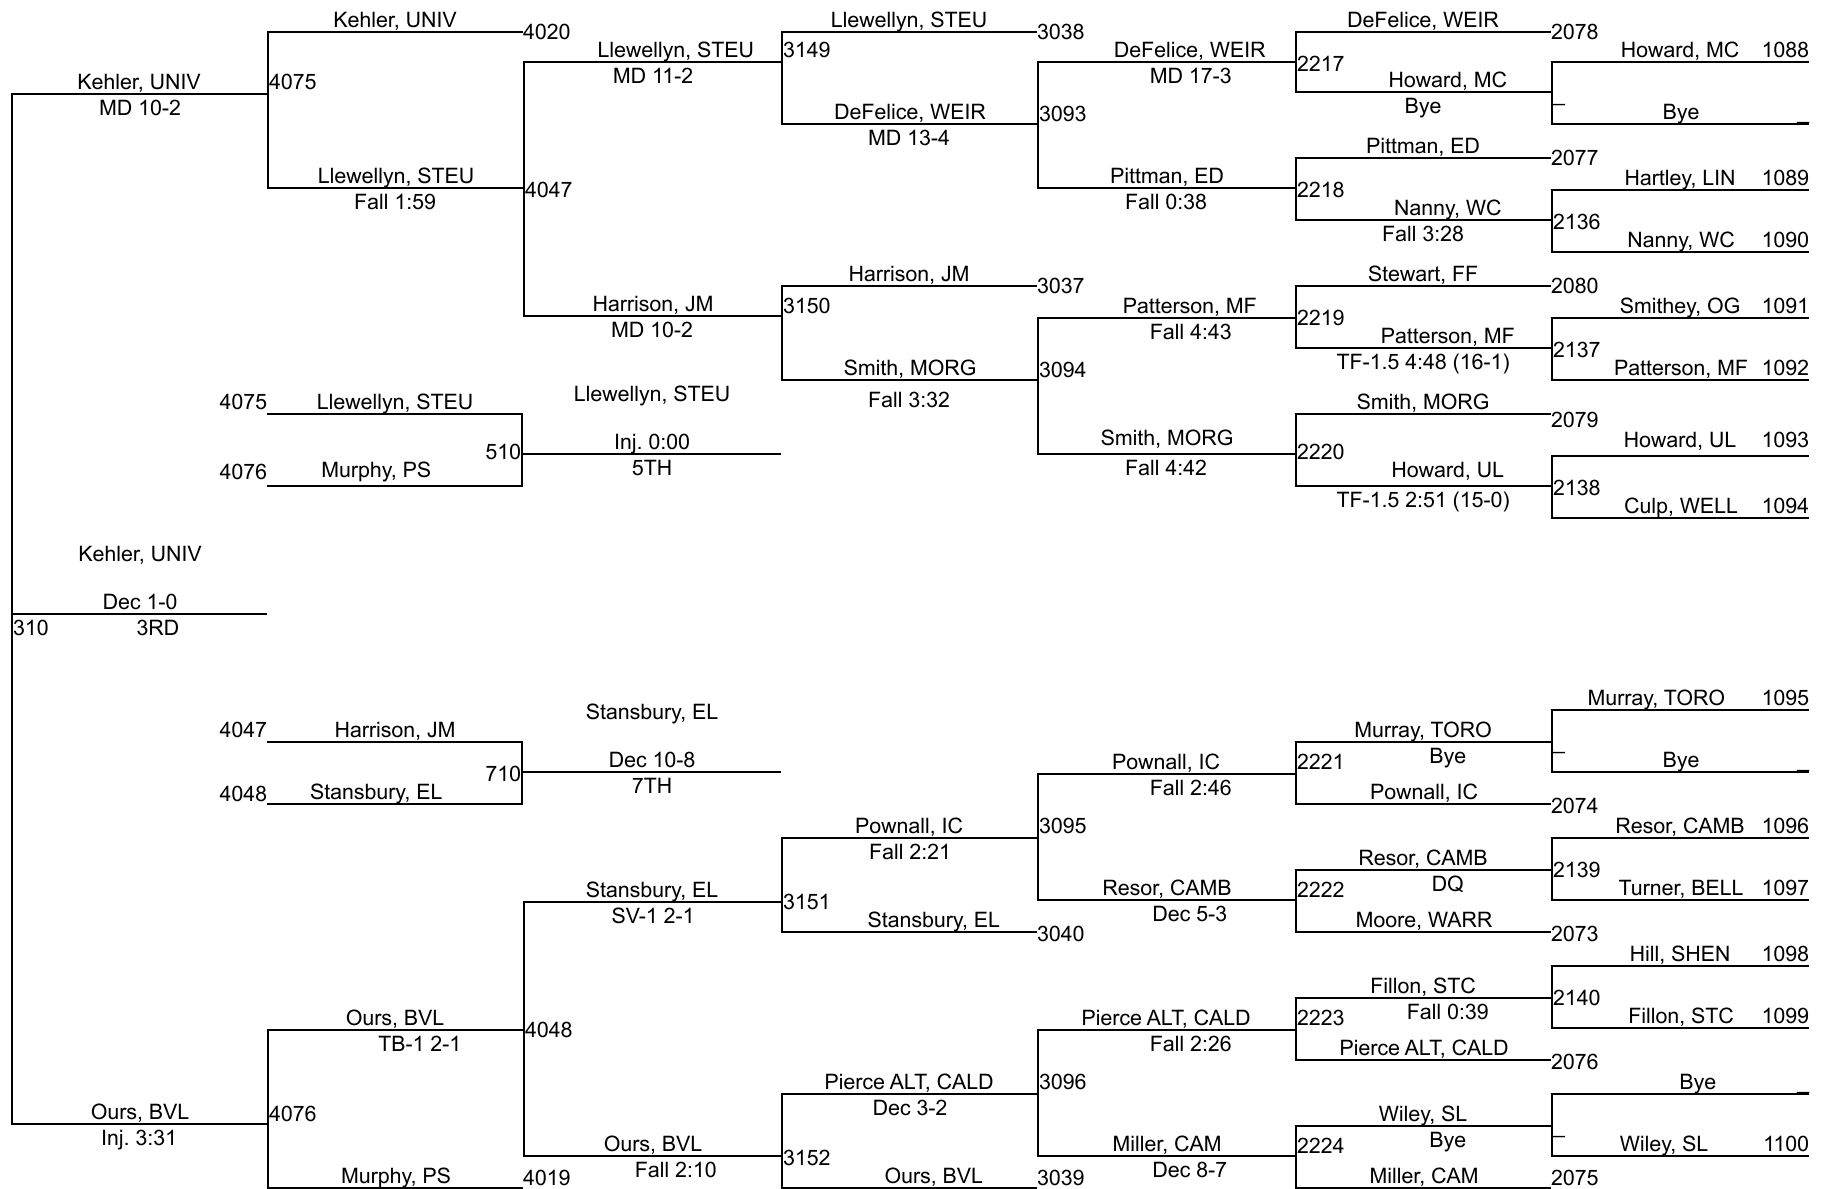 Kehler, UNIV
Llewellyn, STEU
DeFelice, WEIR
4020
3038
2078
Llewellyn, STEU
3149
DeFelice, WEIR
Howard, MC 1088
Kehler, UNIV
4075
MD 11-2
MD 17-3
2217
Howard, MC
MD 10-2
DeFelice, WEIR
3093
Bye
_
Bye _
MD 13-4
Pittman, ED
2077
Llewellyn, STEU
4047
Pittman, ED
2218
Hartley, LIN 1089
Fall 1:59
Fall 0:38
Nanny, WC
2136
Fall 3:28
Nanny, WC 1090
Harrison, JM
Stewart, FF
3037
2080
Harrison, JM
3150
Patterson, MF
2219
Smithey, OG 1091
MD 10-2
Fall 4:43
Patterson, MF
2137
Smith, MORG
3094
TF-1.5 4:48 (16-1)
Patterson, MF 1092
Fall 3:32
4075
Llewellyn, STEU
Llewellyn, STEU
Smith, MORG
2079
510
Inj. 0:00
Smith, MORG
2220
Howard, UL 1093
4076
Murphy, PS
5TH
Fall 4:42
Howard, UL
2138
TF-1.5 2:51 (15-0)
Culp, WELL 1094
Kehler, UNIV
Dec 1-0
310
3RD
Murray, TORO 1095
4047
Harrison, JM
Stansbury, EL
Murray, TORO
710
Dec 10-8
Pownall, IC
2221
Bye
_
Bye _
7TH
Fall 2:46
4048
Stansbury, EL
Pownall, IC
2074
Pownall, IC
3095
Resor, CAMB 1096
Fall 2:21
Resor, CAMB
2139
Stansbury, EL
3151
Resor, CAMB
2222
DQ
Turner, BELL 1097
SV-1 2-1
Stansbury, EL
3040
Dec 5-3
Moore, WARR
2073
Hill, SHEN 1098
Fillon, STC
2140
Ours, BVL
4048
Pierce ALT, CALD
2223
Fall 0:39
Fillon, STC 1099
TB-1 2-1
Fall 2:26
Pierce ALT, CALD
2076
Pierce ALT, CALD
3096
Bye _
Ours, BVL
4076
Dec 3-2
Wiley, SL
Inj. 3:31
Ours, BVL
3152
Miller, CAM
2224
Bye
_
Wiley, SL 1100
Fall 2:10
Dec 8-7
Murphy, PS
4019
Ours, BVL
3039
Miller, CAM
2075